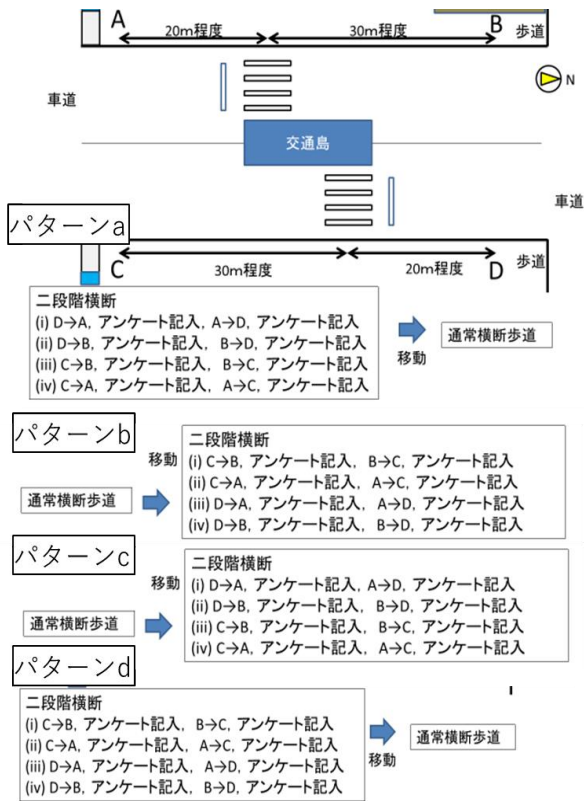 A
B
20m程度
30m程度
歩道
N
車道
交通島
車道
パターンa
C
30m程度
20m程度
D
歩道
二段階横断
(i) D→A, アンケート記入, A→D, アンケート記入
(ii) D→B, アンケート記入, B→D, アンケート記入
(iii) C→B, アンケート記入, B→C, アンケート記入
(iv) C→A, アンケート記入, A→C, アンケート記入
移動
通常横断歩道
パターンb
移動
通常横断歩道
二段階横断
(i) C→B, アンケート記入, B→C, アンケート記入
(ii) C→A, アンケート記入, A→C, アンケート記入
(iii) D→A, アンケート記入, A→D, アンケート記入
(iv) D→B, アンケート記入, B→D, アンケート記入
パターンc
移動
通常横断歩道
二段階横断
(i) D→A, アンケート記入, A→D, アンケート記入
(ii) D→B, アンケート記入, B→D, アンケート記入
(iii) C→B, アンケート記入, B→C, アンケート記入
(iv) C→A, アンケート記入, A→C, アンケート記入
パターンd
二段階横断
(i) C→B, アンケート記入, B→C, アンケート記入
(ii) C→A, アンケート記入, A→C, アンケート記入
(iii) D→A, アンケート記入, A→D, アンケート記入
(iv) D→B, アンケート記入, B→D, アンケート記入
移動
通常横断歩道